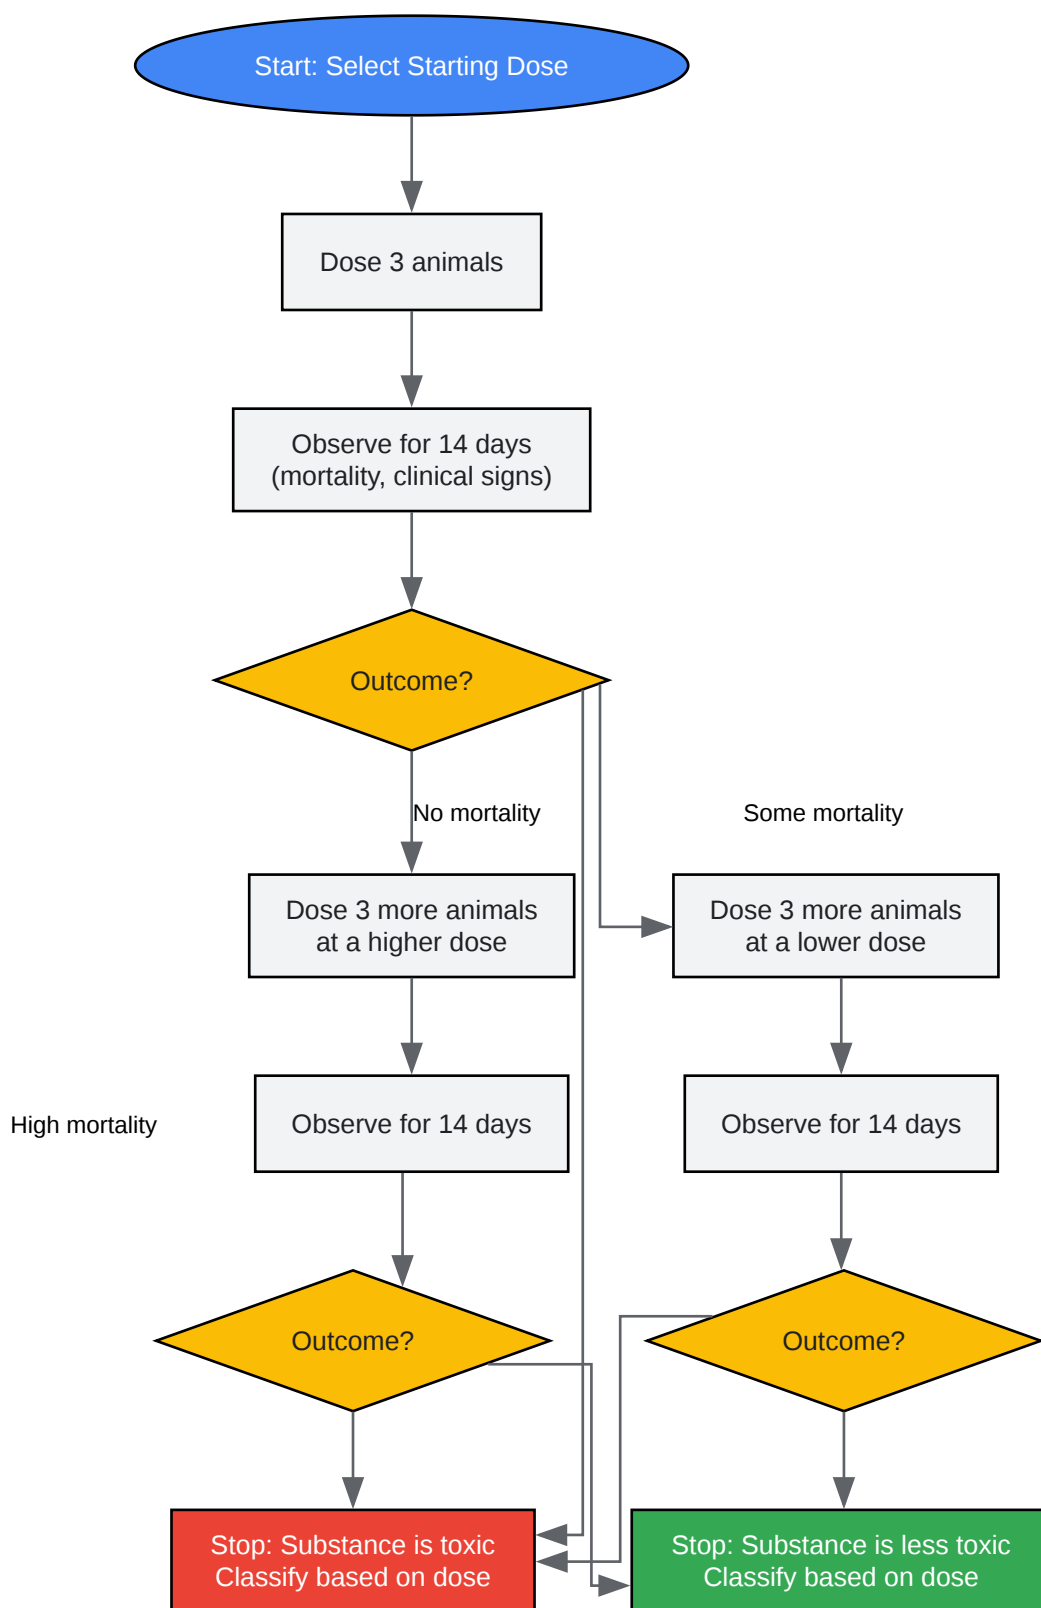 Start: Select Starting Dose
Dose 3 animals
Observe for 14 days
(mortality, clinical signs)
Outcome?
No mortality
Some mortality
Dose 3 more animals
at a higher dose
Dose 3 more animals
at a lower dose
High mortality
Observe for 14 days
Observe for 14 days
Outcome?
Outcome?
Stop: Substance is toxic
Classify based on dose
Stop: Substance is less toxic
Classify based on dose